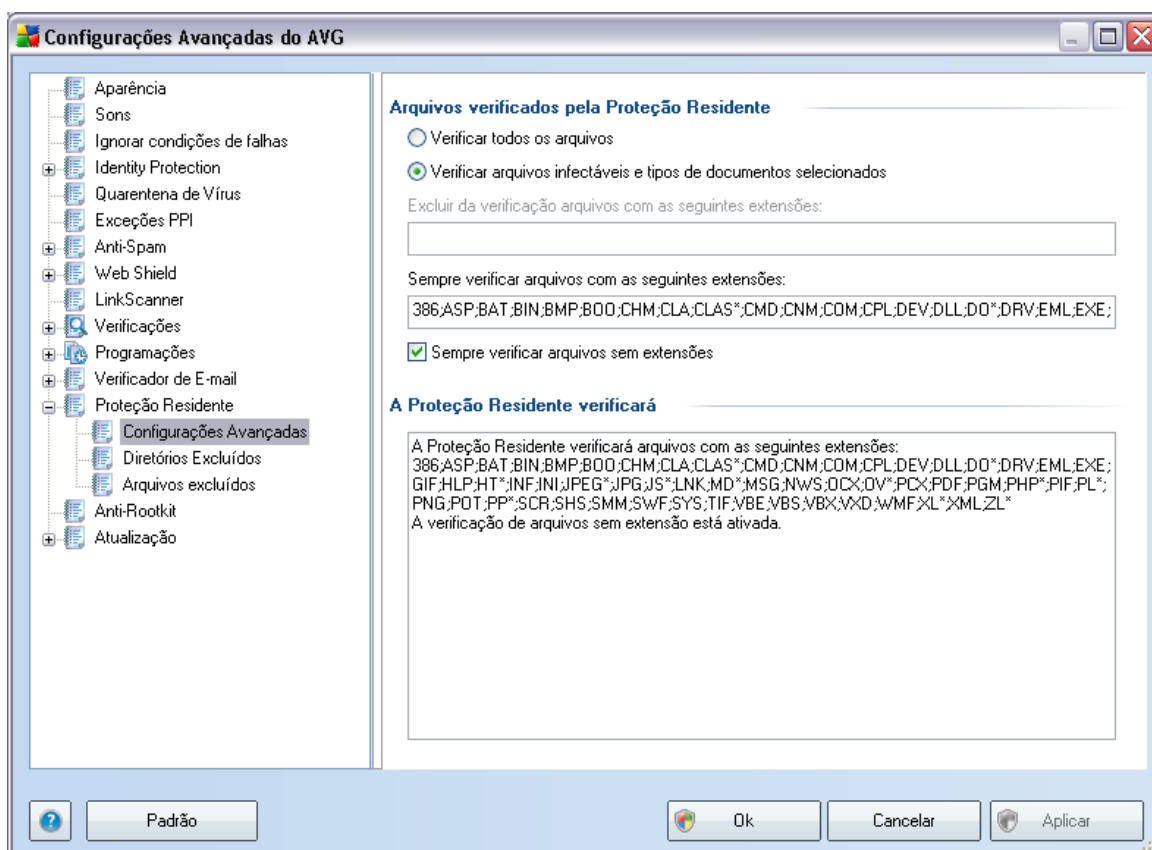 Configurações Avançadas do AVG
Aparência
Sons
Ignorar condições de falhas
Identity Protection
Quarentena de Vírus
Exceções PPI
Anti-Spam
Web Shield
LinkScanner
Verificações
Programações
Verificador de E-mail
Proteção Residente
Configurações Avançadas
Diretórios Excluídos
Arquivos excluídos
Anti-Rootkit
Atualização
Arquivos verificados pela Proteção Residente
Verificar todos os arquivos
Verificar arquivos infectáveis e tipos de documentos selecionados
Excluir da verificação arquivos com as seguintes extensões:
Sempre verificar arquivos com as seguintes extensões:
386;ASP;BAT;BIN;BMP;BOO;CHM;CLA;CLAS*;CMD;CNM;COM;CPL;DEV;DLL;DO*;DRV;EML;EXE;
Sempre verificar arquivos sem extensões
A Proteção Residente verificará
A Proteção Residente verificará arquivos com as seguintes extensões:
386;ASP;BAT;BIN;BMP;BOO;CHM;CLA;CLAS*;CMD;CNM;COM;CPL;DEV;DLL;DO*;DRV;EML;EXE;
GIF;HLP;HT*;INF;INI;JPEG*;JPG;JS*;LNK;MD*;MSG;NWS;OCX;OV*;PCX;PDF;PGM;PHP*;PIF;PL*;
PNG;POT;PP*;SCR;SHS;SMM;SWF;SYS;TIF;VBE;VBS;VBX;VXD;WMF;XL*;XML;ZL*
A verificação de arquivos sem extensão está ativada.
Padrão
Ok
Cancelar
Aplicar